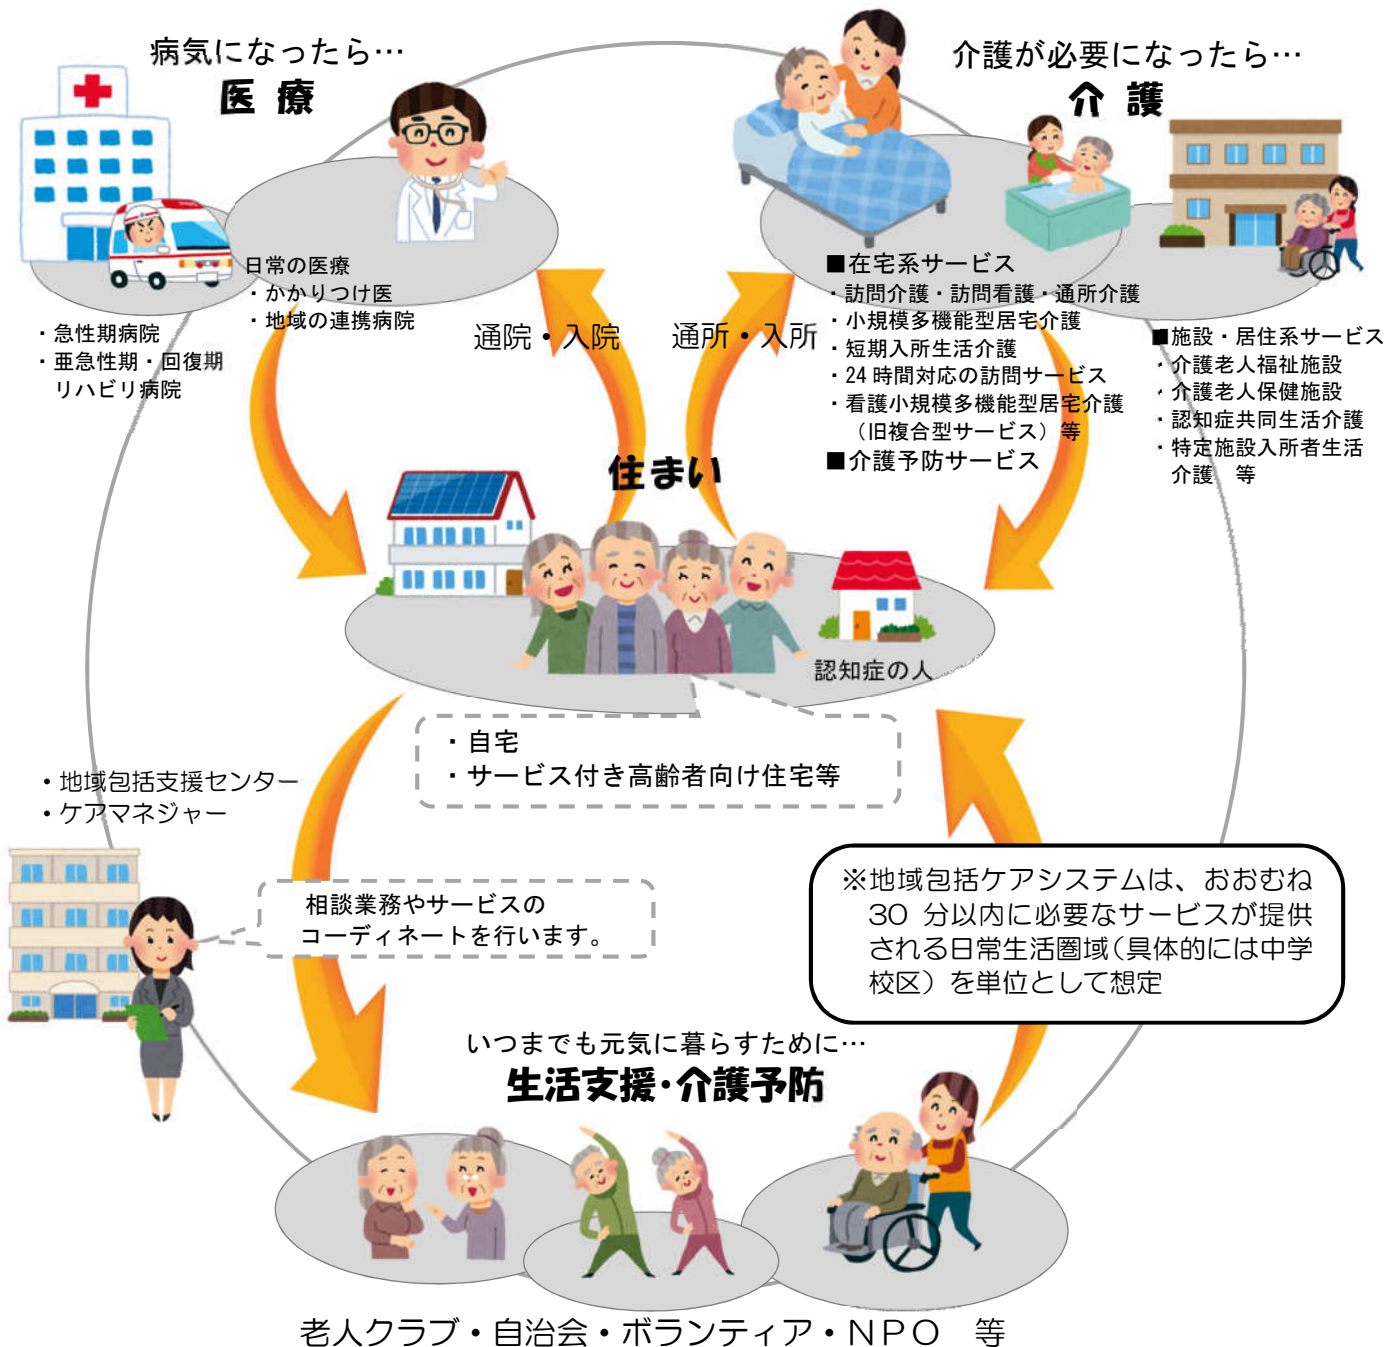 病気になったら…
医 療
介護が必要になったら…
介 護
日常の医療
・かかりつけ医
・地域の連携病院
・急性期病院
・亜急性期・回復期
リハビリ病院
通院・入院
通所・入所
■在宅系サービス
・訪問介護・訪問看護・通所介護
・小規模多機能型居宅介護
・短期入所生活介護
・24 時間対応の訪問サービス
・看護小規模多機能型居宅介護
（旧複合型サービス）等
■介護予防サービス
■施設・居住系サービス
・介護老人福祉施設
・介護老人保健施設
・認知症共同生活介護
・特定施設入所者生活
介護　等
住まい
認知症の人
・自宅
・サービス付き高齢者向け住宅等
・地域包括支援センター
・ケアマネジャー
相談業務やサービスの
コーディネートを行います。
※地域包括ケアシステムは、おおむね
30 分以内に必要なサービスが提供
される日常生活圏域（具体的には中学
校区）を単位として想定
いつまでも元気に暮らすために…
生活支援・介護予防
老人クラブ・自治会・ボランティア・ＮＰＯ　等